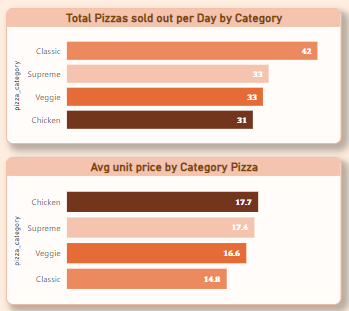 Total Pizzas sold out per Day by Category
pizza_category
Classic 42
Supreme 33
Veggie 33
Chicken 31
Avg unit price by Category Pizza
pizza_category
Chicken 17.7
Supreme 17.4
Veggie 16.6
Classic 14.8